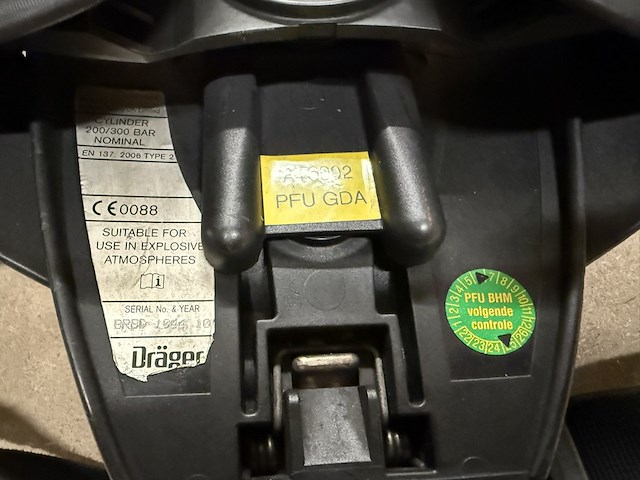 CYLINDER
200/300 BAR
NOMINAL
EN 137: 2006 TYPE 2
CE0088
SUITABLE FOR
USE IN EXPLOSIVE
ATMOSPHERES
SERIAL No. & YEAR
Dräger
PFU GDA
PFU BHM
volgende
controle